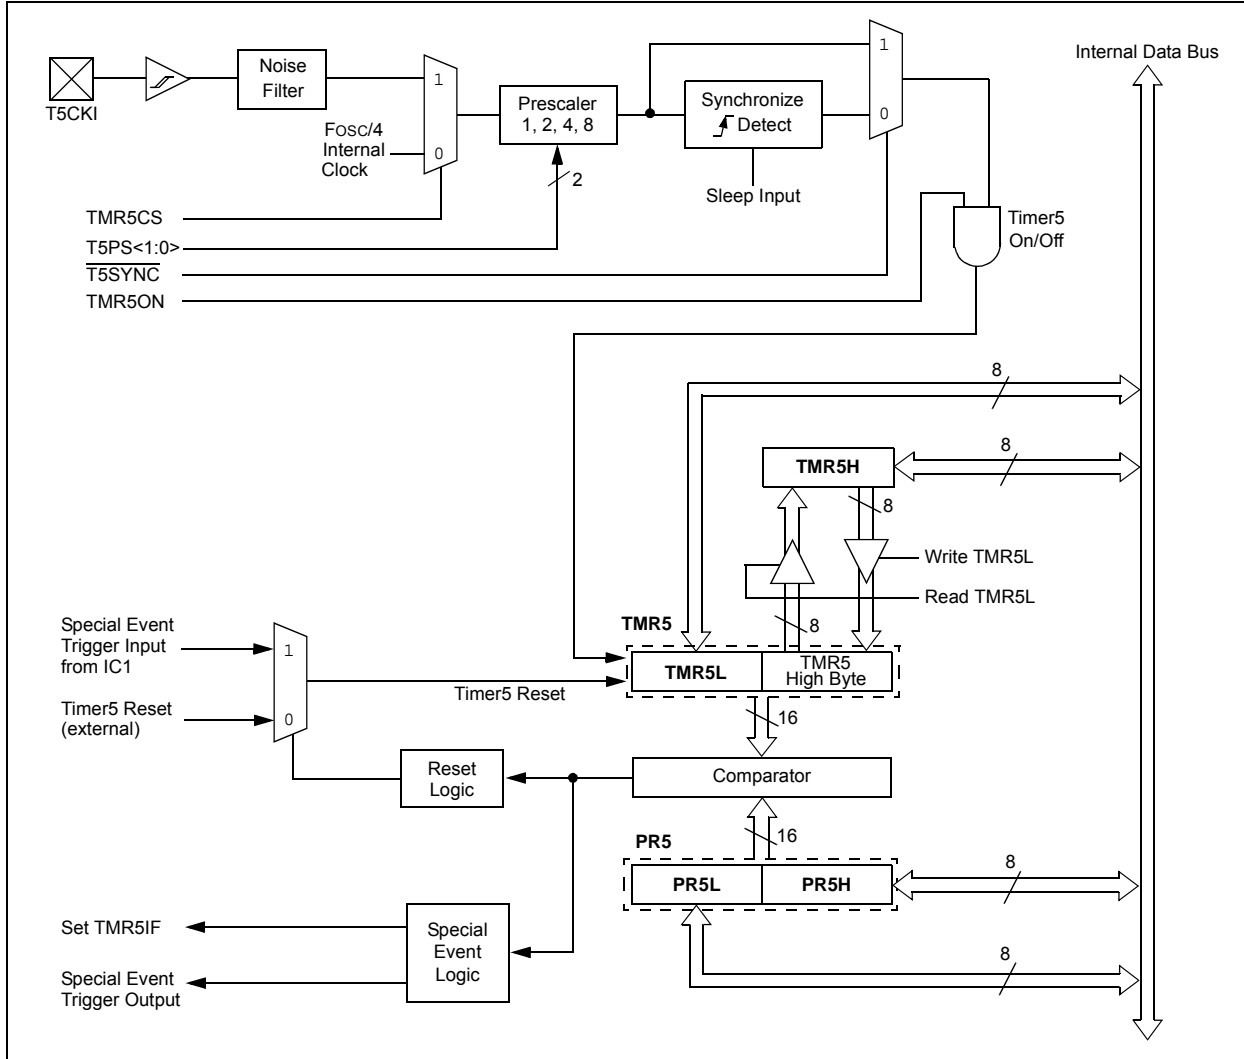 Internal Data Bus
1
Noise
Filter
1
T5CKI
Prescaler
1, 2, 4, 8
Synchronize
Detect
0
FOSC/4
Internal
Clock
0
2
Sleep Input
TMR5CS
T5PS<1:0>
T5SYNC
TMR5ON
Timer5
On/Off
8
TMR5H
8
8
Write TMR5L
Read TMR5L
8
TMR5
Special Event
Trigger Input
from IC1
1
TMR5L
TMR5
High Byte
Timer5 Reset
Timer5 Reset
(external)
0
16
Reset
Logic
Comparator
16
PR5
8
PR5L
PR5H
Set TMR5IF
Special
Event
Logic
8
Special Event
Trigger Output